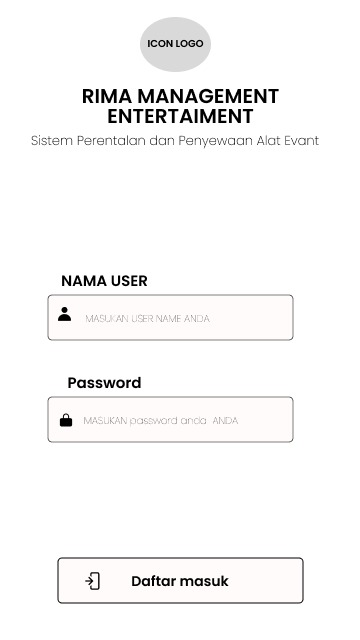 ICON LOGO
RIMA MANAGEMENT
ENTERTAIMENT
Sistem Perentalan dan Penyewaan Alat Evant
NAMA USER
MASUKAN USER NAME ANDA
Password
MASUKAN password anda ANDA
Daftar masuk